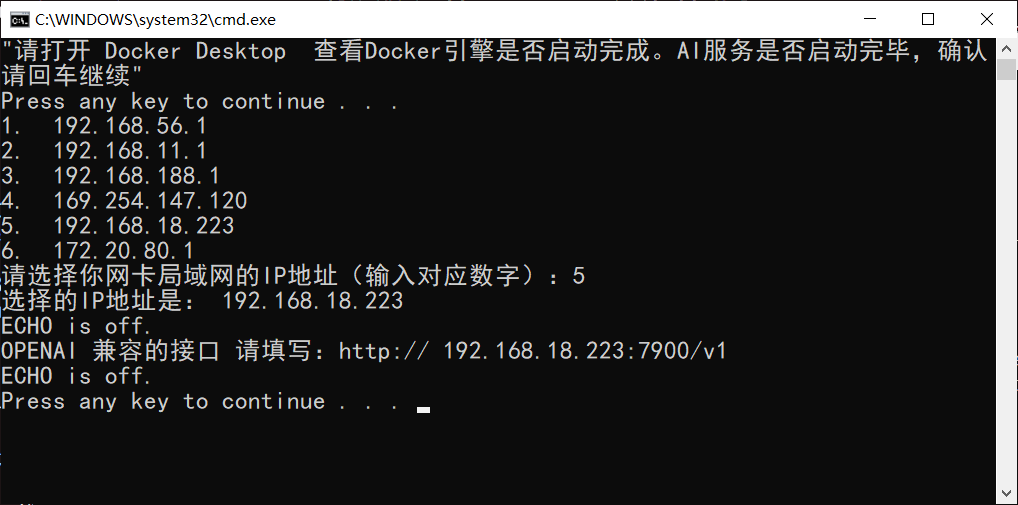 C:\WINDOWS\system32\cmd.exe
"请打开 Docker Desktop  查看Docker引擎是否启动完成。AI服务是否启动完毕，确认
请回车继续"
Press any key to continue . . .
1.  192.168.56.1
2.  192.168.11.1
3.  192.168.188.1
4.  169.254.147.120
5.  192.168.18.223
6.  172.20.80.1
请选择你网卡局域网的IP地址（输入对应数字）：5
选择的IP地址是： 192.168.18.223
ECHO is off.
OPENAI 兼容的接口 请填写：http:// 192.168.18.223:7900/v1
ECHO is off.
Press any key to continue . . .